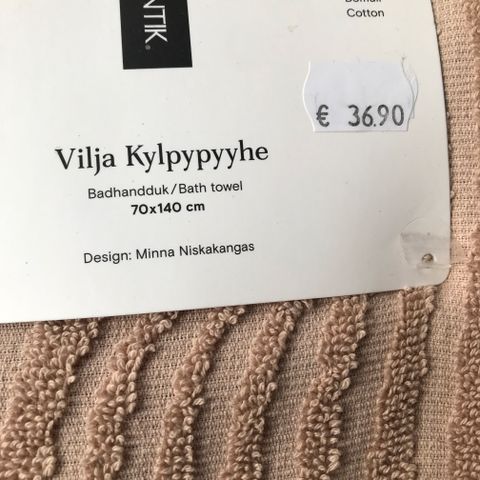 NTIK®
Cotton
€ 36.90
Vilja Kylpypyyhe
Badhandduk/Bath towel
70x140 cm
Design: Minna Niskakangas